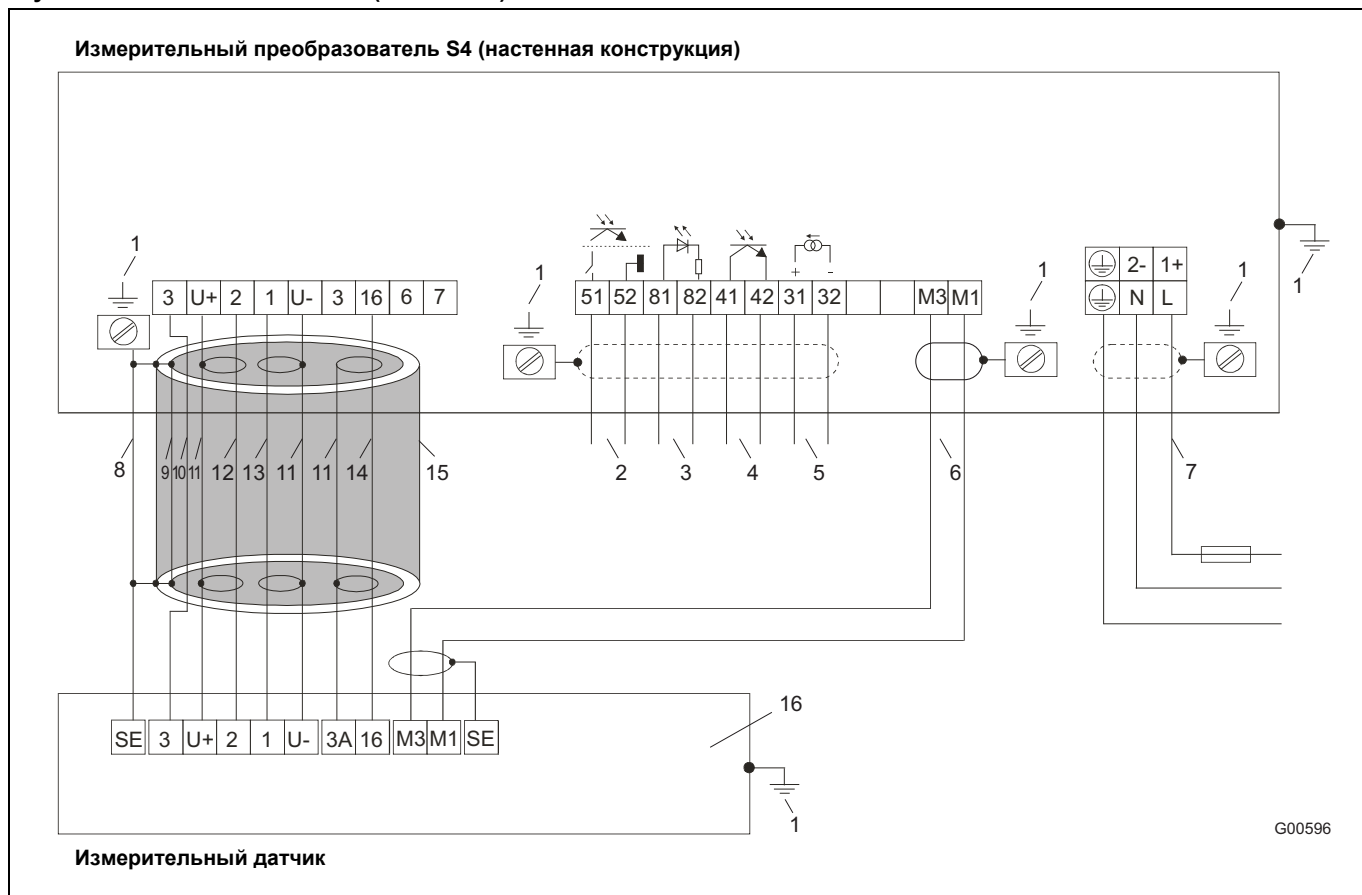 Измерительный преобразователь S4 (настенная конструкция)
1
3 U+ 2 1 U- 3 16 6 7
1
51 52 81 82 41 42 31 32 M3 M1
+ -
1
2- 1+
N L
1
1
8 9 10 11 12 13 11 11 14 15
2 3 4 5 6 7
SE 3 U+ 2 1 U- 3A 16 M3 M1 SE
16
1
G00596
Измерительный датчик